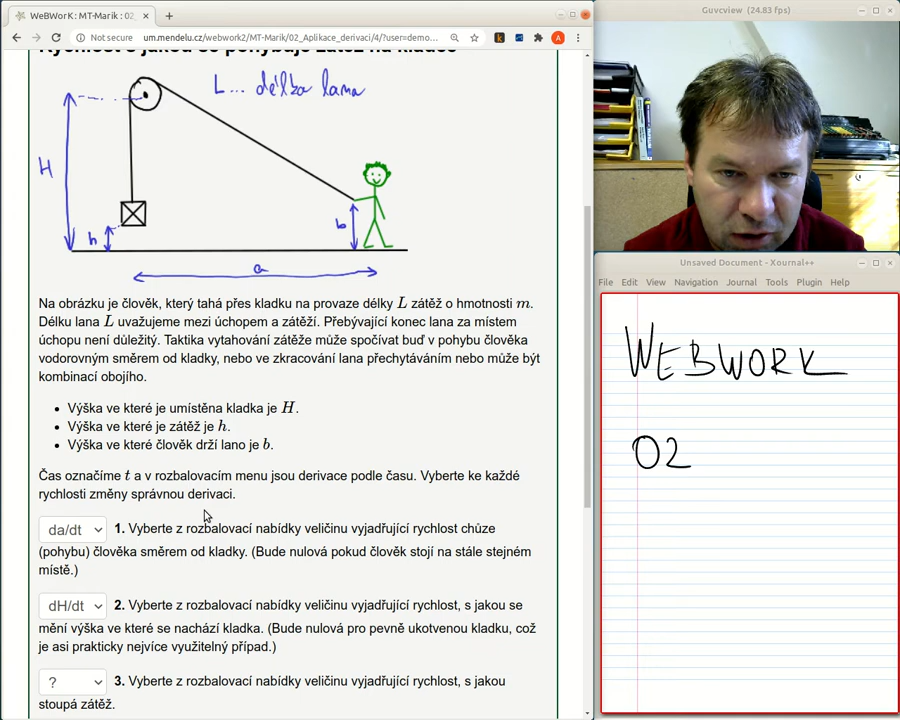 WeBWorK : MT-Marik : 02_
Guvcview (24.83 fps)
Not secure
um.mendelu.cz/webwork2/MT-Marik/02_Aplikace_derivaci/4/?user=demo...
A
L... délka lana
H
h
b
a
Na obrázku je člověk, který tahá přes kladku na provaze délky L zátěž o hmotnosti m.
Délku lana L uvažujeme mezi úchopem a zátěží. Přebývající konec lana za místem
úchopu není důležitý. Taktika vytahování zátěže může spočívat buď v pohybu člověka
vodorovným směrem od kladky, nebo ve zkracování lana přechytáváním nebo může být
kombinací obojího.
• Výška ve které je umístěna kladka je H.
• Výška ve které je zátěž je h.
• Výška ve které člověk drží lano je b.
Čas označíme t a v rozbalovacím menu jsou derivace podle času. Vyberte ke každé
rychlosti změny správnou derivaci.
da/dt 1. Vyberte z rozbalovací nabídky veličinu vyjadřující rychlost chůze
(pohybu) člověka směrem od kladky. (Bude nulová pokud člověk stojí na stále stejném
místě.)
dH/dt 2. Vyberte z rozbalovací nabídky veličinu vyjadřující rychlost, s jakou se
mění výška ve které se nachází kladka. (Bude nulová pro pevně ukotvenou kladku, což
je asi prakticky nejvíce využitelný případ.)
? 3. Vyberte z rozbalovací nabídky veličinu vyjadřující rychlost, s jakou
stoupá zátěž.
Unsaved Document - Xournal++
File Edit View Navigation Journal Tools Plugin Help
WEBWORK
02